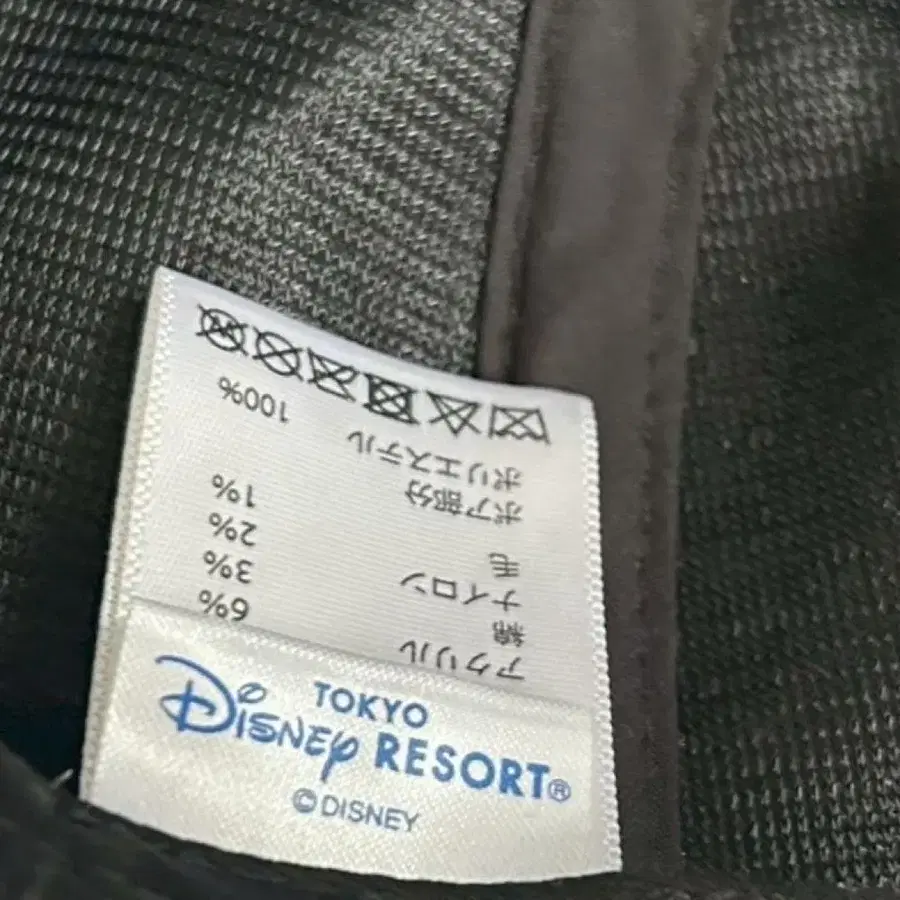 アクリル 6%
綿 3%
ナイロン 2%
毛 1%
ボア部分
ポリエステル 100%
TOKYO
DISNEY RESORT®
©DISNEY